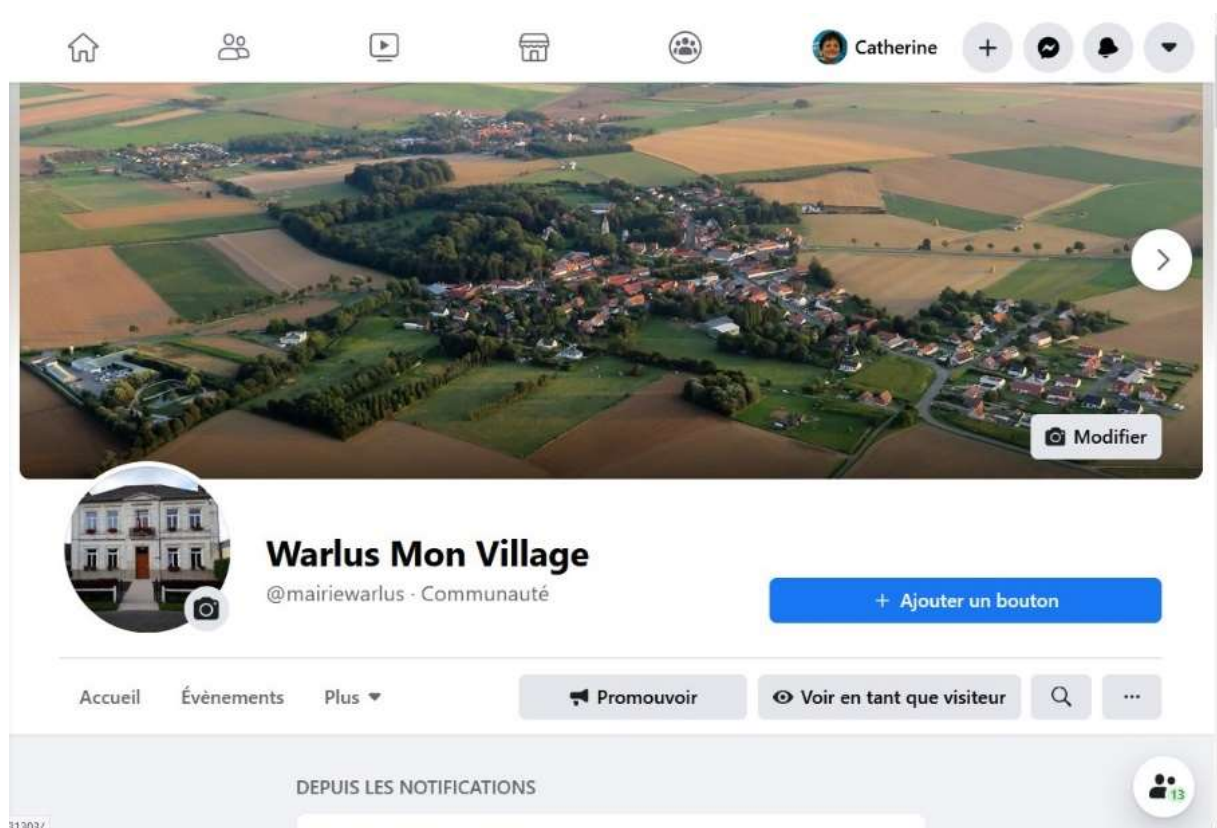 Catherine
Modifier
Warlus Mon Village
@mairiewarlus · Communauté
+ Ajouter un bouton
Accueil Évènements Plus Promouvoir Voir en tant que visiteur ...
DEPUIS LES NOTIFICATIONS
13